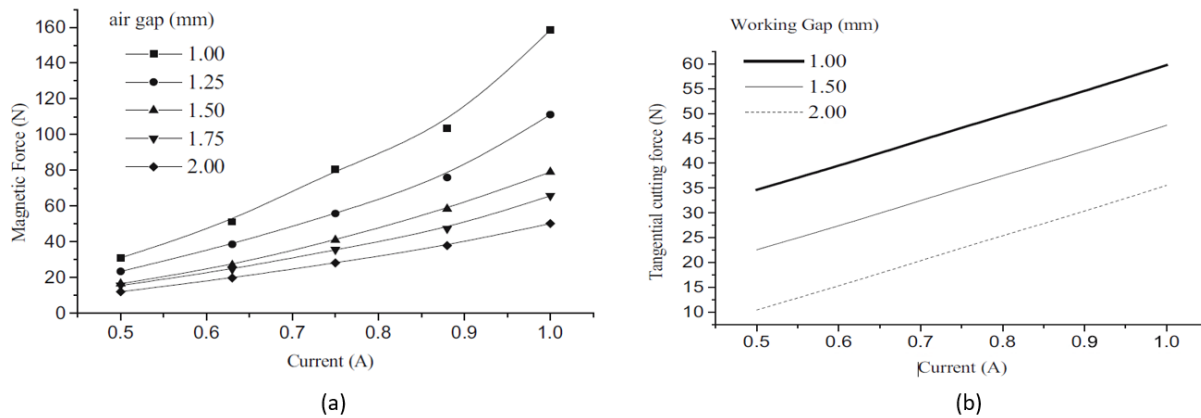 air gap (mm)
1.00
1.25
1.50
1.75
2.00
Magnetic Force (N)
160
140
120
100
80
60
40
20
0
0.5 0.6 0.7 0.8 0.9 1.0
Current (A)
(a)
Working Gap (mm)
1.00
1.50
2.00
Tangential cutting force (N)
60
55
50
45
40
35
30
25
20
15
10
0.5 0.6 0.7 0.8 0.9 1.0
Current (A)
(b)